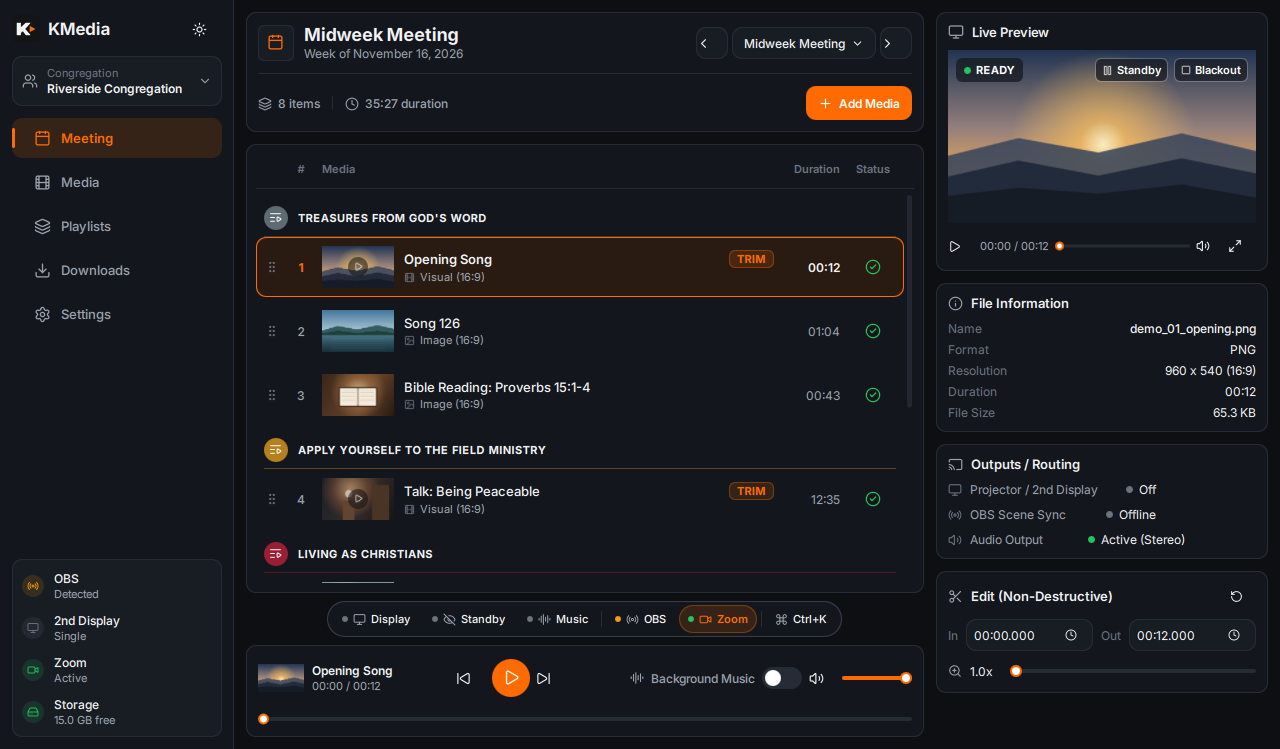 KMedia
Congregation
Riverside Congregation
Meeting
Media
Playlists
Downloads
Settings
OBS
Detected
2nd Display
Single
Zoom
Active
Storage
15.0 GB free
Midweek Meeting
Week of November 16, 2026
Midweek Meeting
8 items
35:27 duration
Add Media
# Media Duration Status
TREASURES FROM GOD'S WORD
1 Opening Song TRIM 00:12
Visual (16:9)
2 Song 126 01:04
Image (16:9)
3 Bible Reading: Proverbs 15:1-4 00:43
Image (16:9)
APPLY YOURSELF TO THE FIELD MINISTRY
4 Talk: Being Peaceable TRIM 12:35
Visual (16:9)
LIVING AS CHRISTIANS
Display Standby Music OBS Zoom Ctrl+K
Opening Song
00:00 / 00:12
Background Music
Live Preview
READY Standby Blackout
00:00 / 00:12
File Information
Name demo_01_opening.png
Format PNG
Resolution 960 x 540 (16:9)
Duration 00:12
File Size 65.3 KB
Outputs / Routing
Projector / 2nd Display Off
OBS Scene Sync Offline
Audio Output Active (Stereo)
Edit (Non-Destructive)
In 00:00.000 Out 00:12.000
1.0x